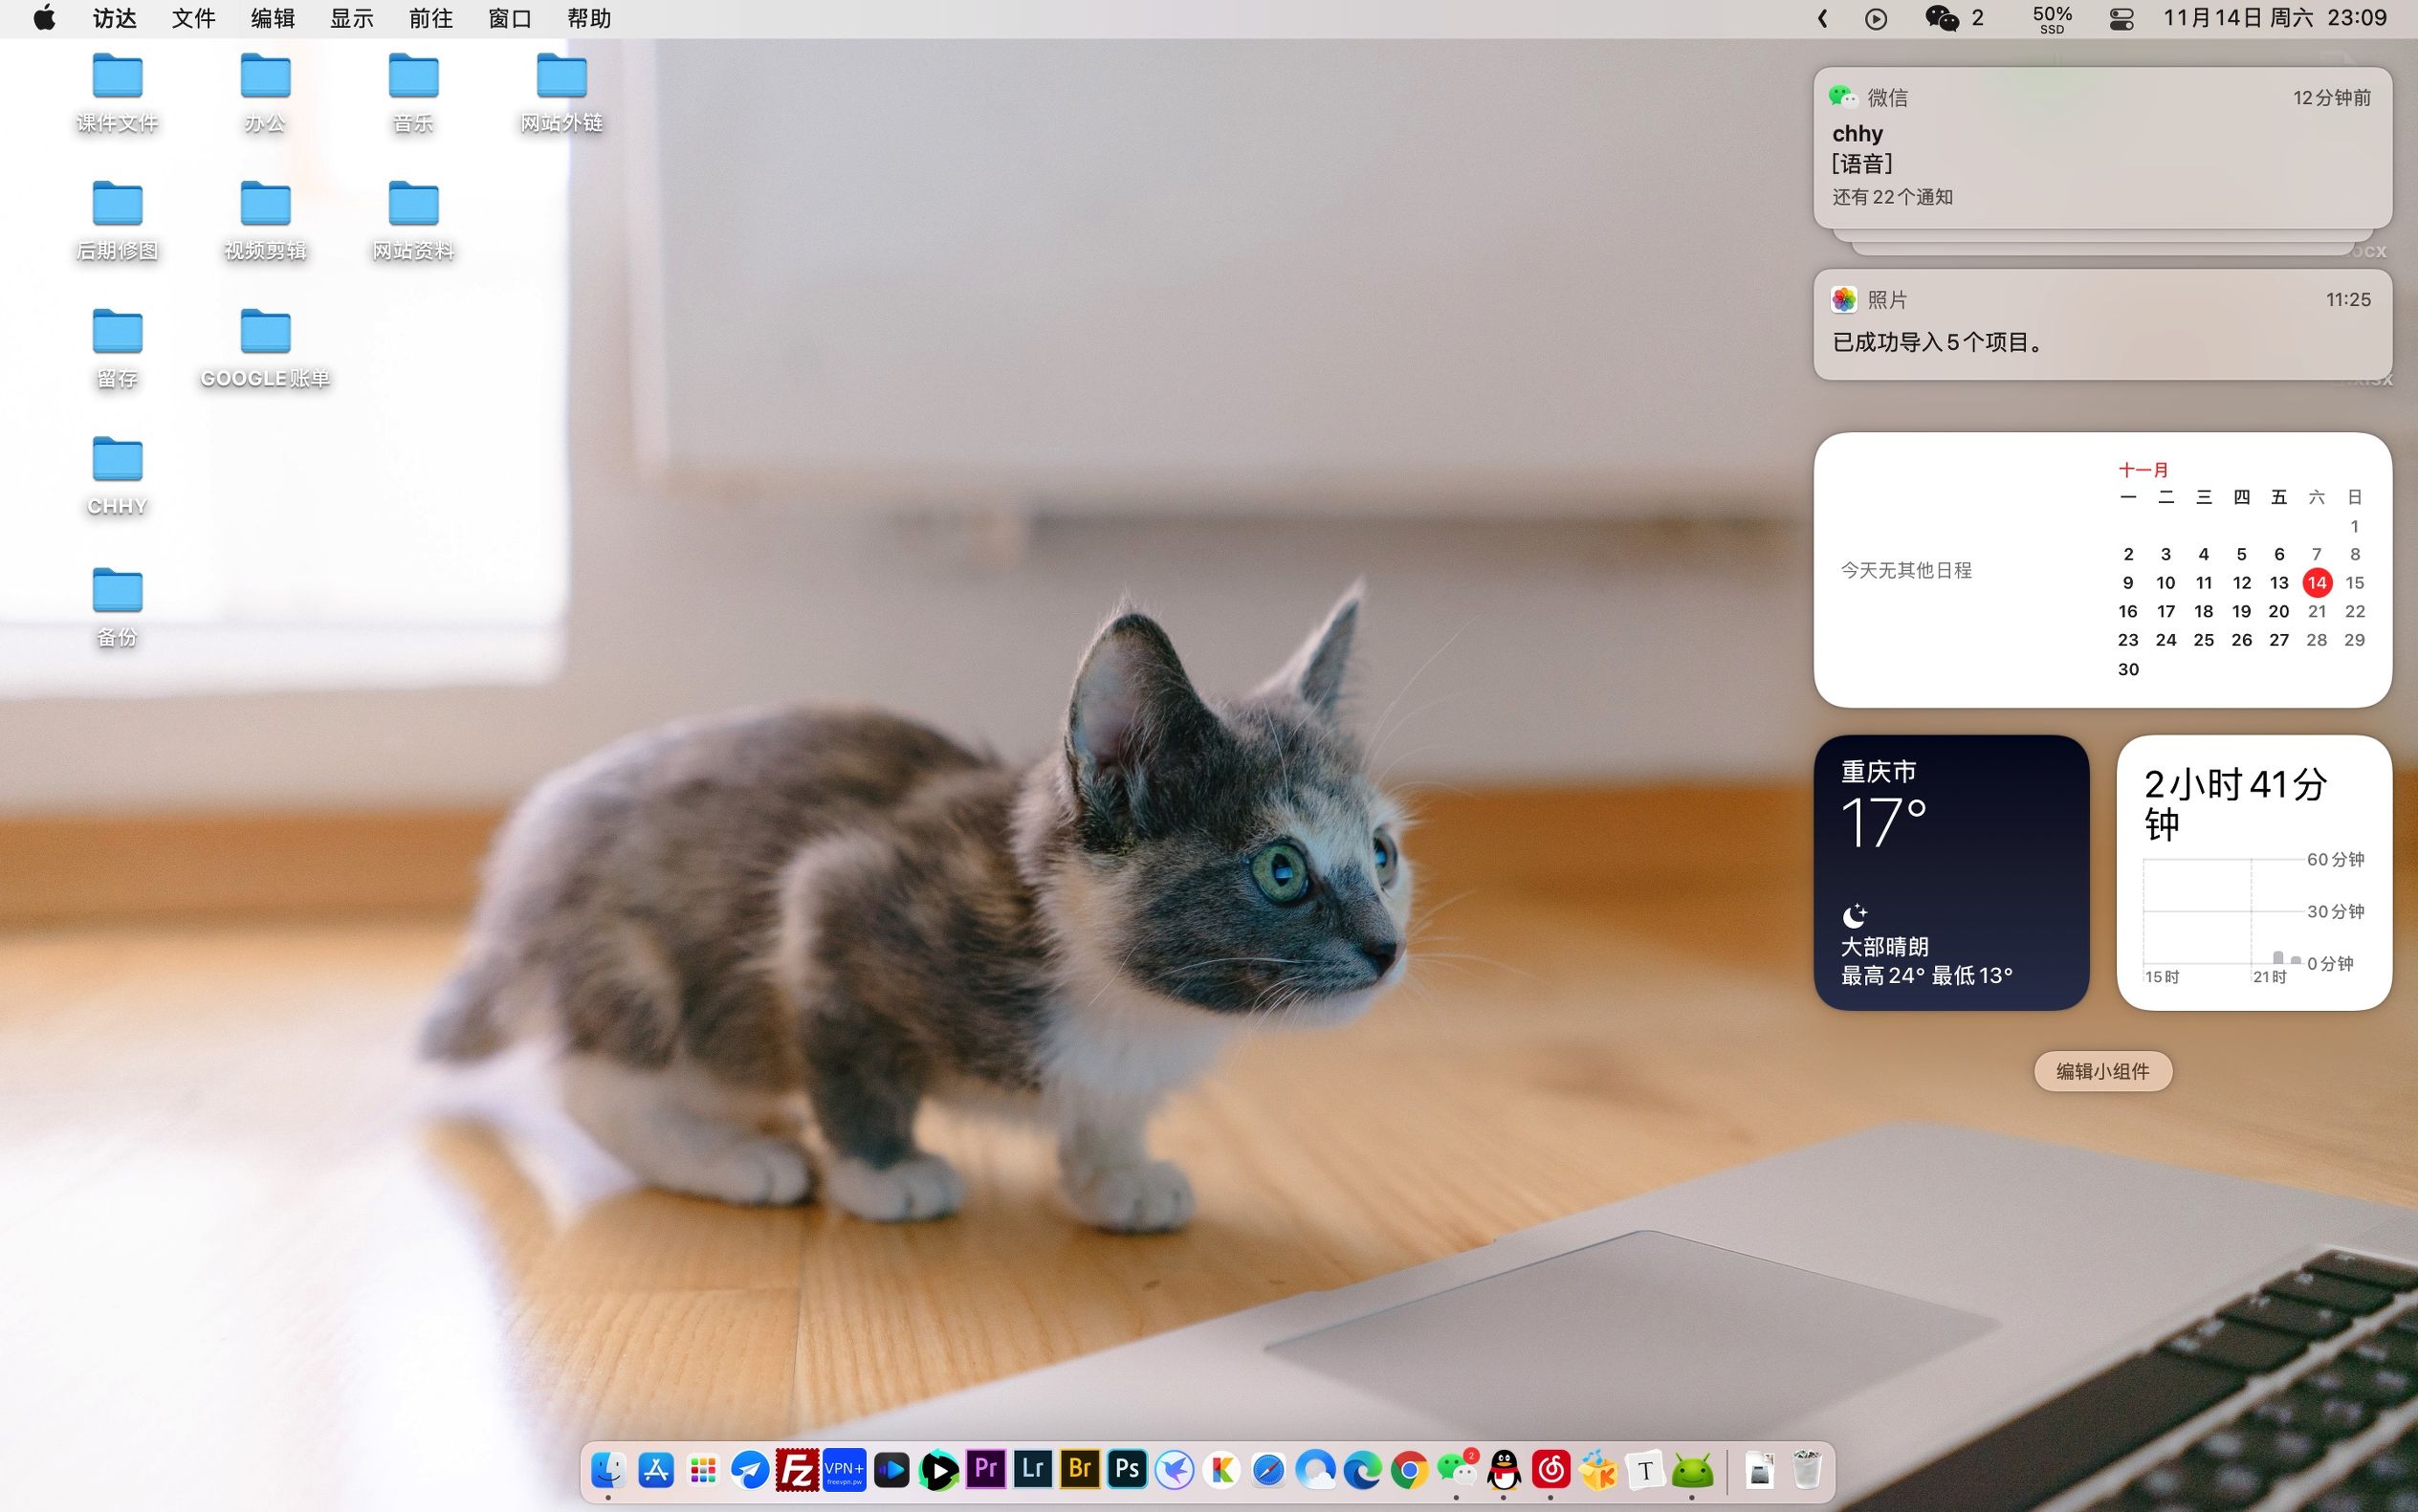 访达 文件 编辑 显示 前往 窗口 帮助
2 50% SSD 11月14日 周六 23:09
课件文件 办公 音乐 网站外链
后期修图 视频剪辑 网站资料
留存 GOOGLE账单
CHHY
备份
微信 12分钟前
chhy
[语音]
还有22个通知
ocx
照片 11:25
已成功导入5个项目。
十一月
一 二 三 四 五 六 日
1
2 3 4 5 6 7 8
9 10 11 12 13 14 15
16 17 18 19 20 21 22
23 24 25 26 27 28 29
30
今天无其他日程
重庆市
17°
大部晴朗
最高24° 最低13°
2小时41分
钟
60分钟
30分钟
0分钟
15时 21时
编辑小组件
Fz VPN+ freevpn.pw Pr Lr Br Ps K 2 K T